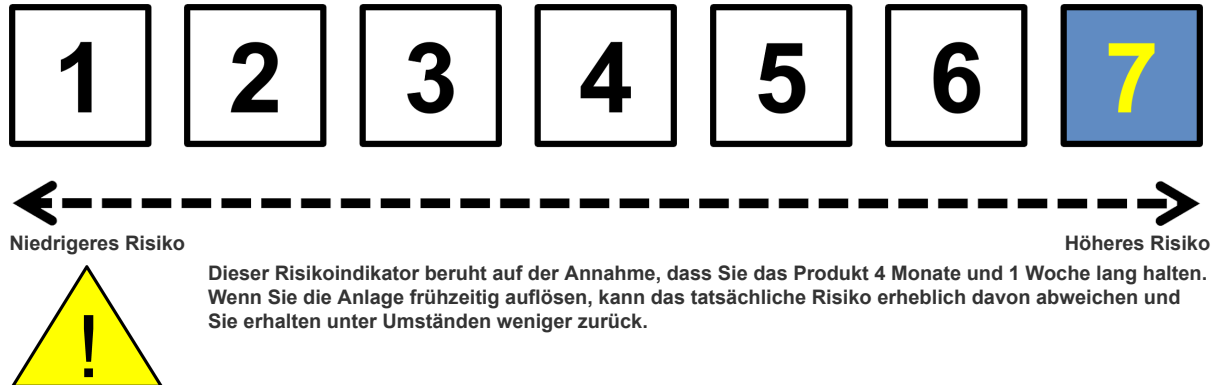 1 2 3 4 5 6 7
Niedrigeres Risiko Höheres Risiko
Dieser Risikoindikator beruht auf der Annahme, dass Sie das Produkt 4 Monate und 1 Woche lang halten.
Wenn Sie die Anlage frühzeitig auflösen, kann das tatsächliche Risiko erheblich davon abweichen und
Sie erhalten unter Umständen weniger zurück.
!